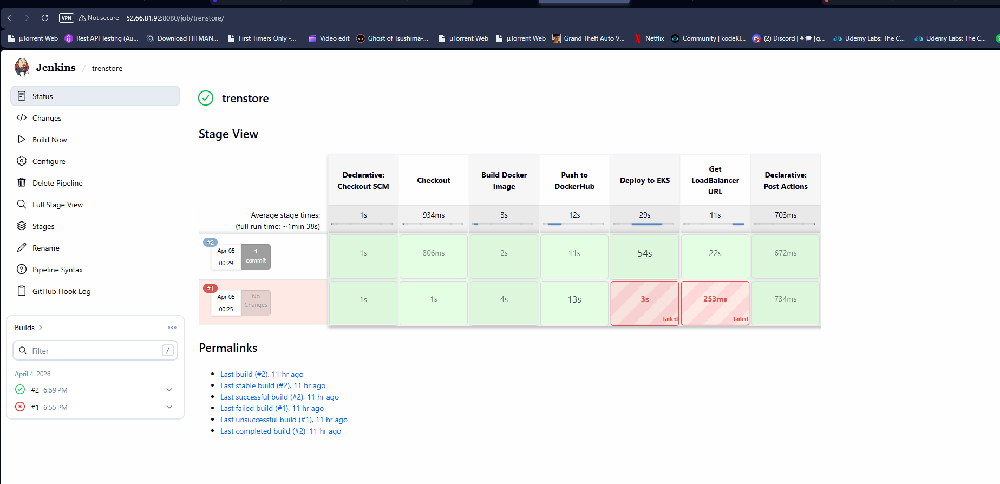 VPN Not secure 52.66.81.92:8080/job/trenstore/
µTorrent Web Rest API Testing (Au... Download HITMAN... First Timers Only -... Video edit Ghost of Tsushima-... µTorrent Web µTorrent Web Grand Theft Auto V... Netflix Community | kodeKl... (2) Discord | # |g... Udemy Labs: The C... Udemy Labs: The C...
Jenkins / trenstore
Status
Changes
Build Now
Configure
Delete Pipeline
Full Stage View
Stages
Rename
Pipeline Syntax
GitHub Hook Log
Builds
Filter /
April 4, 2026
#2 6:59 PM
#1 6:55 PM
trenstore
Stage View
Declarative: Checkout SCM
Checkout
Build Docker Image
Push to DockerHub
Deploy to EKS
Get LoadBalancer URL
Declarative: Post Actions
Average stage times:
(full run time: ~1min 38s)
1s 934ms 3s 12s 29s 11s 703ms
#2
Apr 05 00:29
1 commit
1s 806ms 2s 11s 54s 22s 672ms
#1
Apr 05 00:25
No Changes
1s 1s 4s 13s 3s 253ms 734ms
failed failed
Permalinks
Last build (#2), 11 hr ago
Last stable build (#2), 11 hr ago
Last successful build (#2), 11 hr ago
Last failed build (#1), 11 hr ago
Last unsuccessful build (#1), 11 hr ago
Last completed build (#2), 11 hr ago